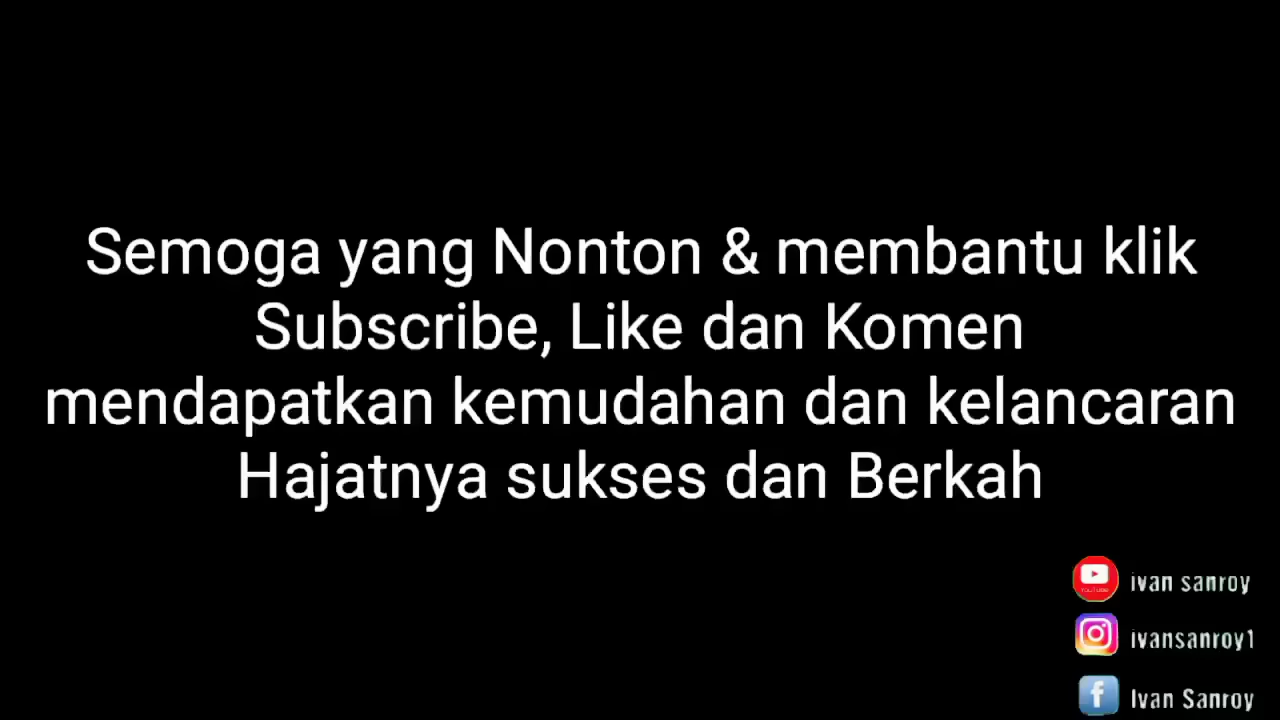 Semoga yang Nonton & membantu klik
Subscribe, Like dan Komen
mendapatkan kemudahan dan kelancaran
Hajatnya sukses dan Berkah
YouTube
ivan sanroy
ivansanroy1
Ivan Sanroy